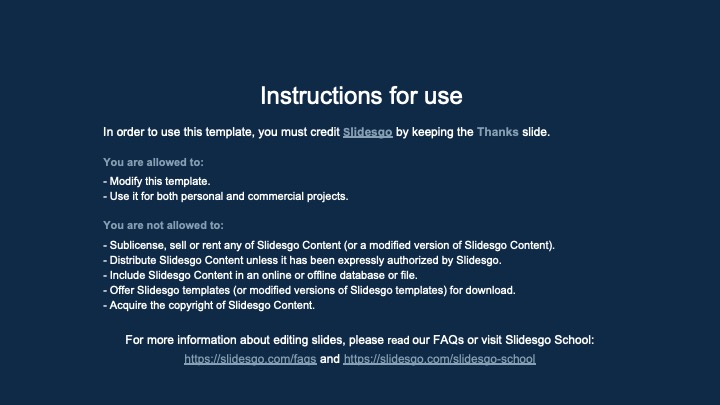 Instructions for use
In order to use this template, you must credit Slidesgo by keeping the Thanks slide.
You are allowed to:
- Modify this template.
- Use it for both personal and commercial projects.
You are not allowed to:
- Sublicense, sell or rent any of Slidesgo Content (or a modified version of Slidesgo Content).
- Distribute Slidesgo Content unless it has been expressly authorized by Slidesgo.
- Include Slidesgo Content in an online or offline database or file.
- Offer Slidesgo templates (or modified versions of Slidesgo templates) for download.
- Acquire the copyright of Slidesgo Content.
For more information about editing slides, please read our FAQs or visit Slidesgo School:
https://slidesgo.com/faqs and https://slidesgo.com/slidesgo-school